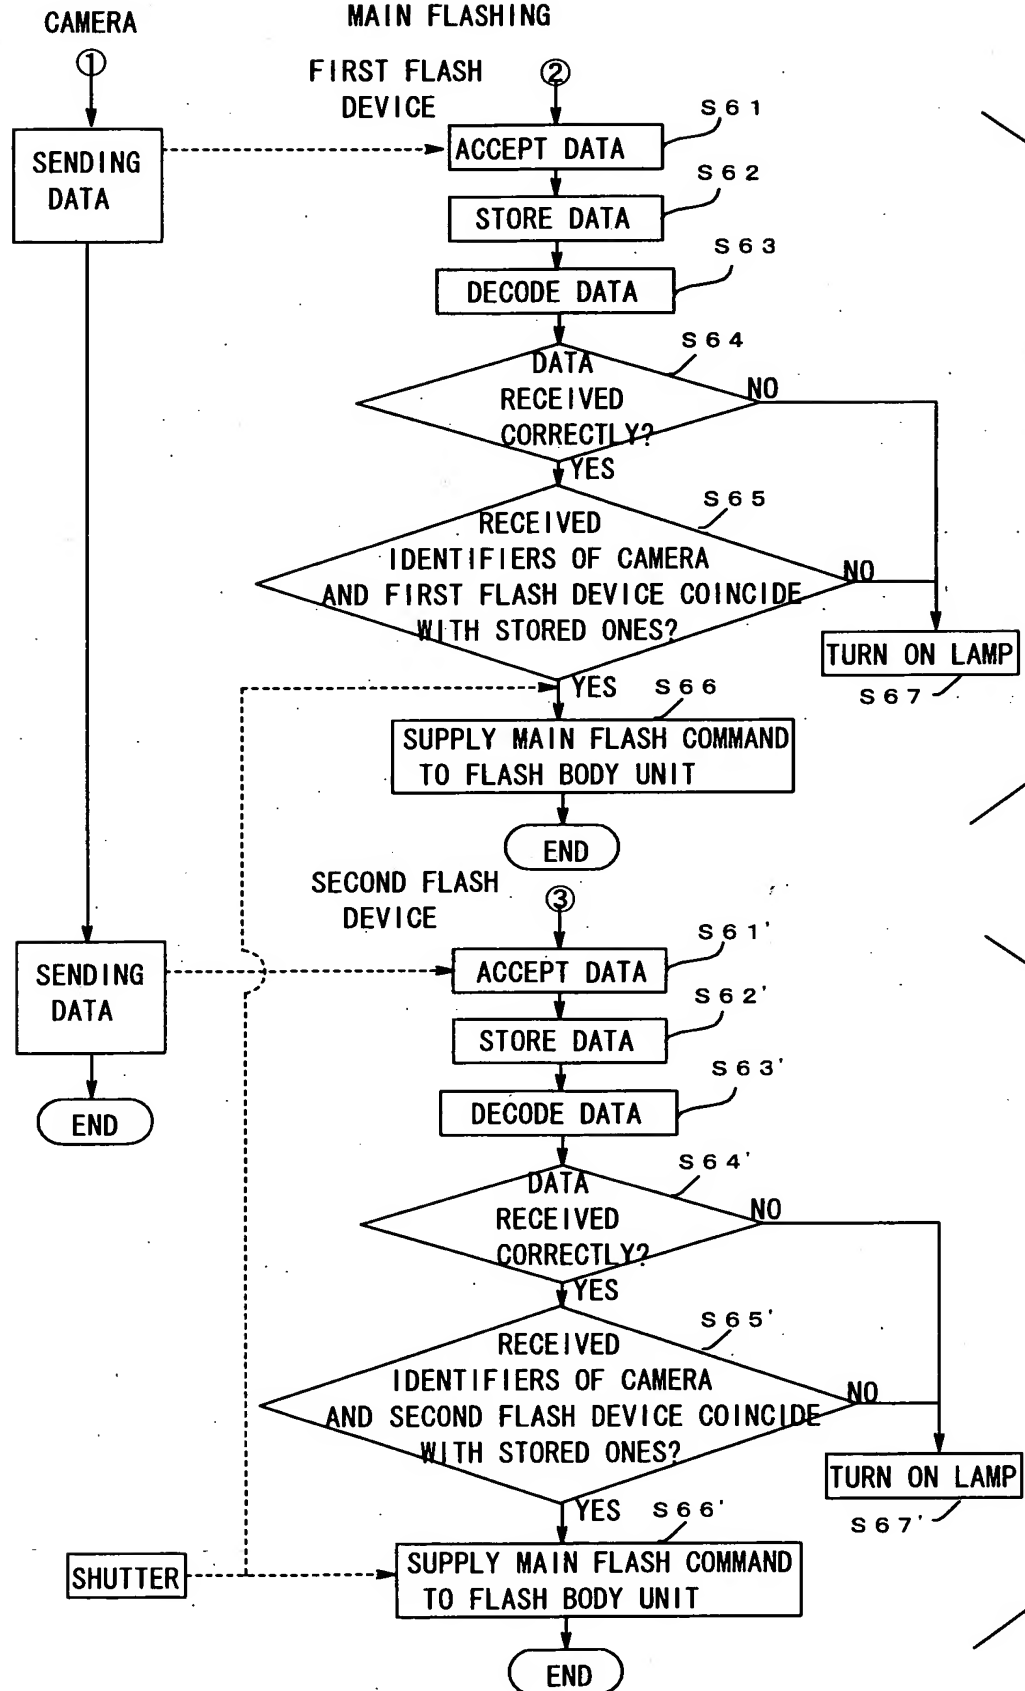 CAMERA
MAIN FLASHING
①
FIRST FLASH
DEVICE
②
SENDING
DATA
S61
ACCEPT DATA
S62
STORE DATA
S63
DECODE DATA
S64
DATA
RECEIVED
CORRECTLY?
NO
YES
S65
RECEIVED
IDENTIFIERS OF CAMERA
AND FIRST FLASH DEVICE COINCIDE
WITH STORED ONES?
NO
TURN ON LAMP
S67
YES
S66
SUPPLY MAIN FLASH COMMAND
TO FLASH BODY UNIT
END
SECOND FLASH
DEVICE
③
SENDING
DATA
END
S61'
ACCEPT DATA
S62'
STORE DATA
S63'
DECODE DATA
S64'
DATA
RECEIVED
CORRECTLY?
NO
YES
S65'
RECEIVED
IDENTIFIERS OF CAMERA
AND SECOND FLASH DEVICE COINCIDE
WITH STORED ONES?
NO
TURN ON LAMP
S67'
YES
S66'
SHUTTER
SUPPLY MAIN FLASH COMMAND
TO FLASH BODY UNIT
END